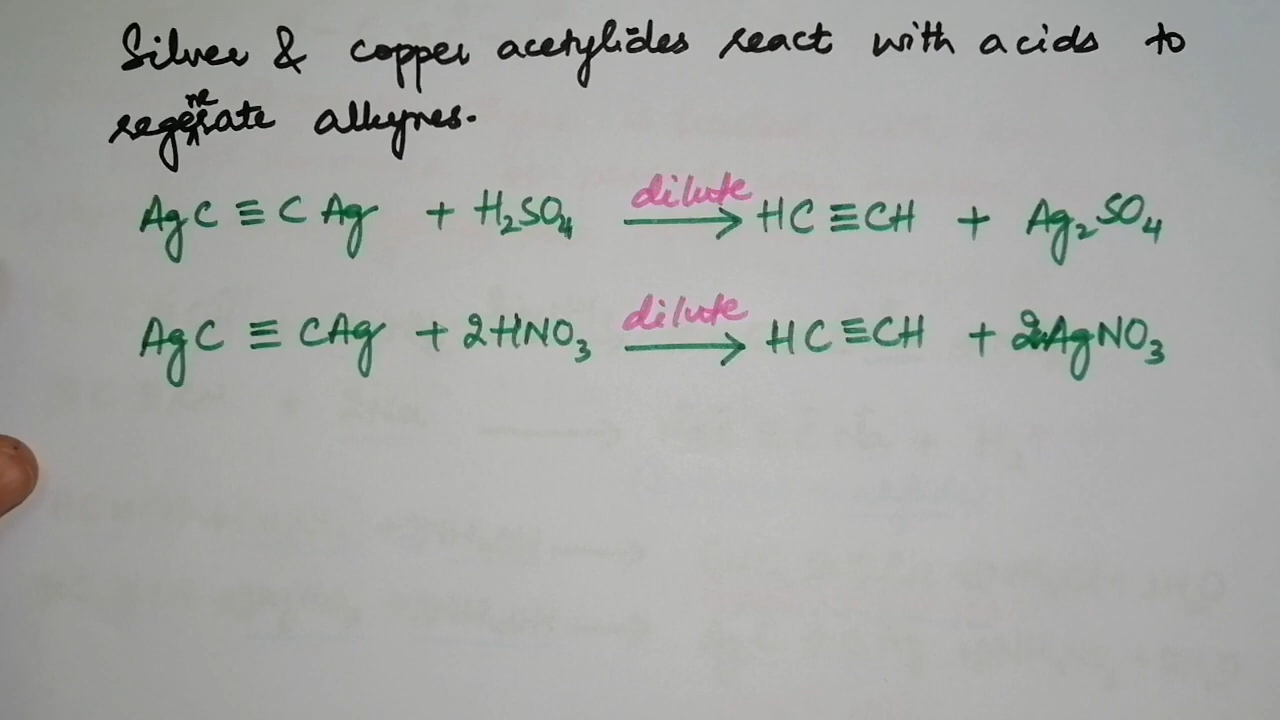 Silver & copper acetylides react with acids to
regenerate alkynes.
AgC ≡ CAg + H₂SO₄ dilute → HC ≡ CH + Ag₂SO₄
AgC ≡ CAg + 2HNO₃ dilute → HC ≡ CH + 2AgNO₃